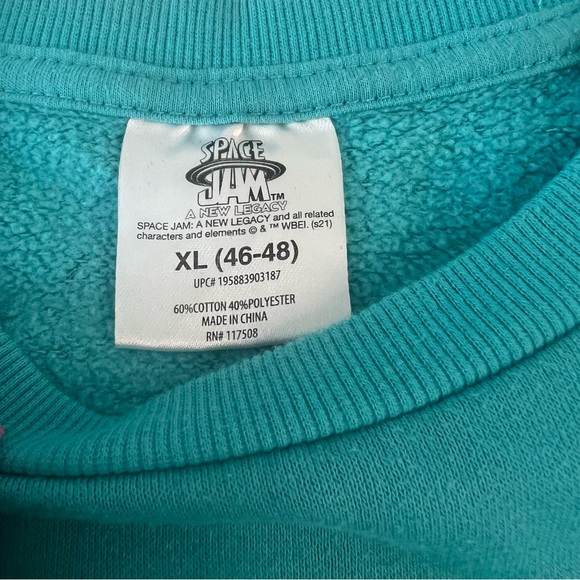 SPACE
JAM™
A NEW LEGACY
SPACE JAM: A NEW LEGACY and all related
characters and elements © & ™ WBEI. (s21)
XL (46-48)
UPC# 195883903187
60%COTTON 40%POLYESTER
MADE IN CHINA
RN# 117508